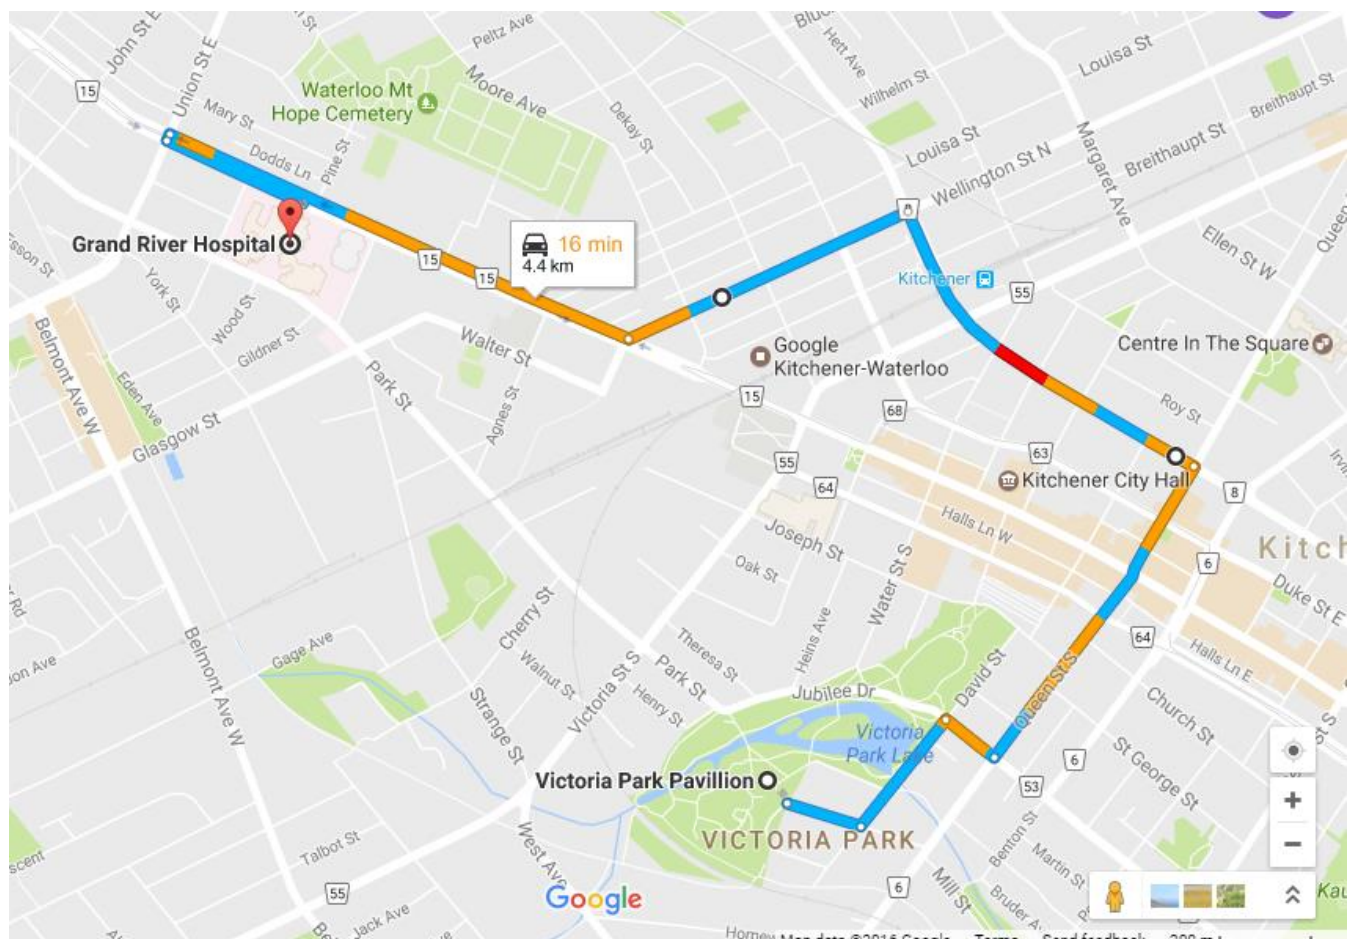 John St E
Union St E
15
Mary St
Dodds Ln
Pine St
Peltz Ave
Moore Ave
Waterloo Mt
Hope Cemetery
Dekay St
Hett Ave
Wilhelm St
Louisa St
Louisa St
Margaret Ave
Breithaupt St
Breithaupt St
Wellington St N
Ellen St W
Grand River Hospital
16 min
4.4 km
15
15
Kitchener
55
York St
Wood St
Gildner St
Walter St
Park St
Agnes St
Belmont Ave W
Eden Ave
Glasgow St
Google
Kitchener-Waterloo
Centre In The Square
15
68
Roy St
63
Kitchener City Hall
8
55
64
Halls Ln W
Joseph St
Oak St
Water St S
Heins Ave
6
Duke St E
64
Halls Ln E
Cherry St
Walnut St
Theresa St
Park St
Henry St
Victoria St S
Strange St
Gage Ave
Belmont Ave W
Jubilee Dr
David St
Queen St S
Church St
St George St
Victoria
Park Lake
6
53
Victoria Park Pavillion
VICTORIA PARK
Benton St
Martin St
Mill St
6
Talbot St
55
Jack Ave
Google
Map data ©2016 Google
Terms
Send feedback
200 m